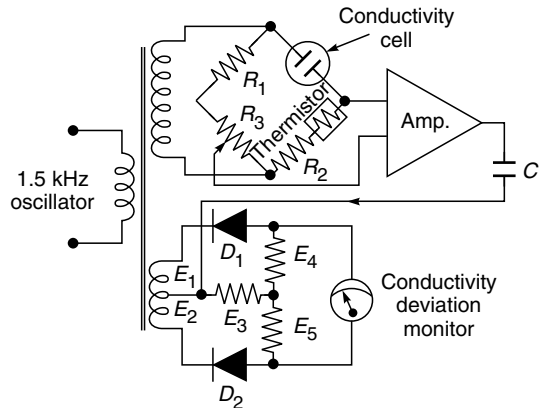 Conductivity
cell
R1
R3
Thermistor
R2
Amp.
C
1.5 kHz
oscillator
D1
E4
E1
E2
E3
E5
D2
Conductivity
deviation
monitor